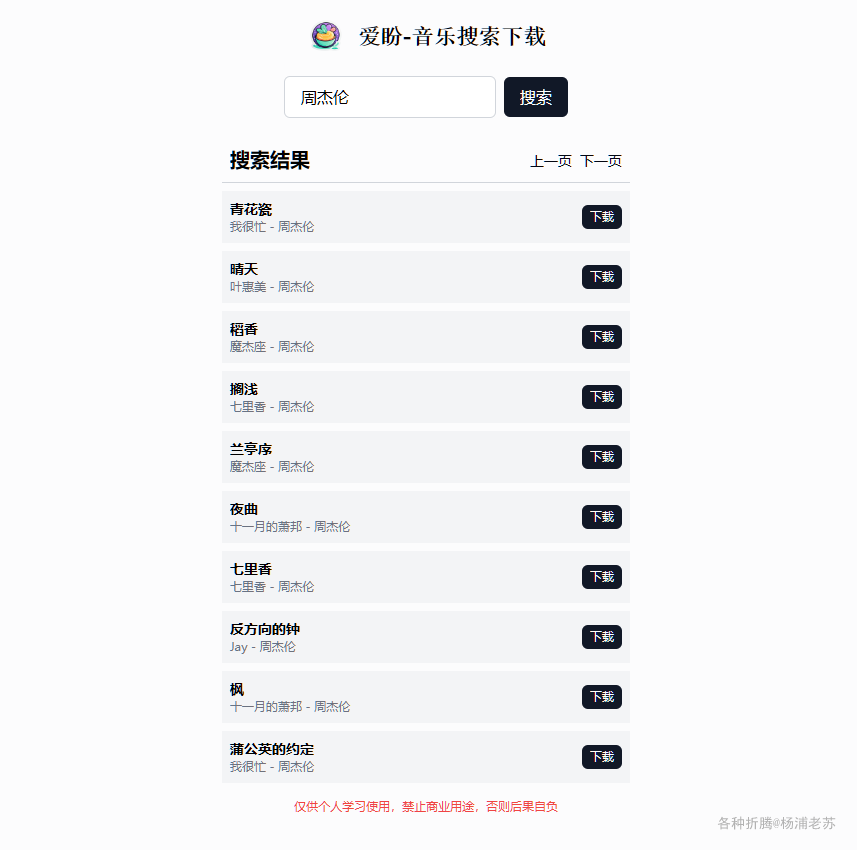 爱盼-音乐搜索下载
周杰伦 搜索
搜索结果 上一页 下一页
青花瓷
我很忙 - 周杰伦
下载
晴天
叶惠美 - 周杰伦
下载
稻香
魔杰座 - 周杰伦
下载
搁浅
七里香 - 周杰伦
下载
兰亭序
魔杰座 - 周杰伦
下载
夜曲
十一月的萧邦 - 周杰伦
下载
七里香
七里香 - 周杰伦
下载
反方向的钟
Jay - 周杰伦
下载
枫
十一月的萧邦 - 周杰伦
下载
蒲公英的约定
我很忙 - 周杰伦
下载
仅供个人学习使用，禁止商业用途，否则后果自负
各种折腾@杨浦老苏